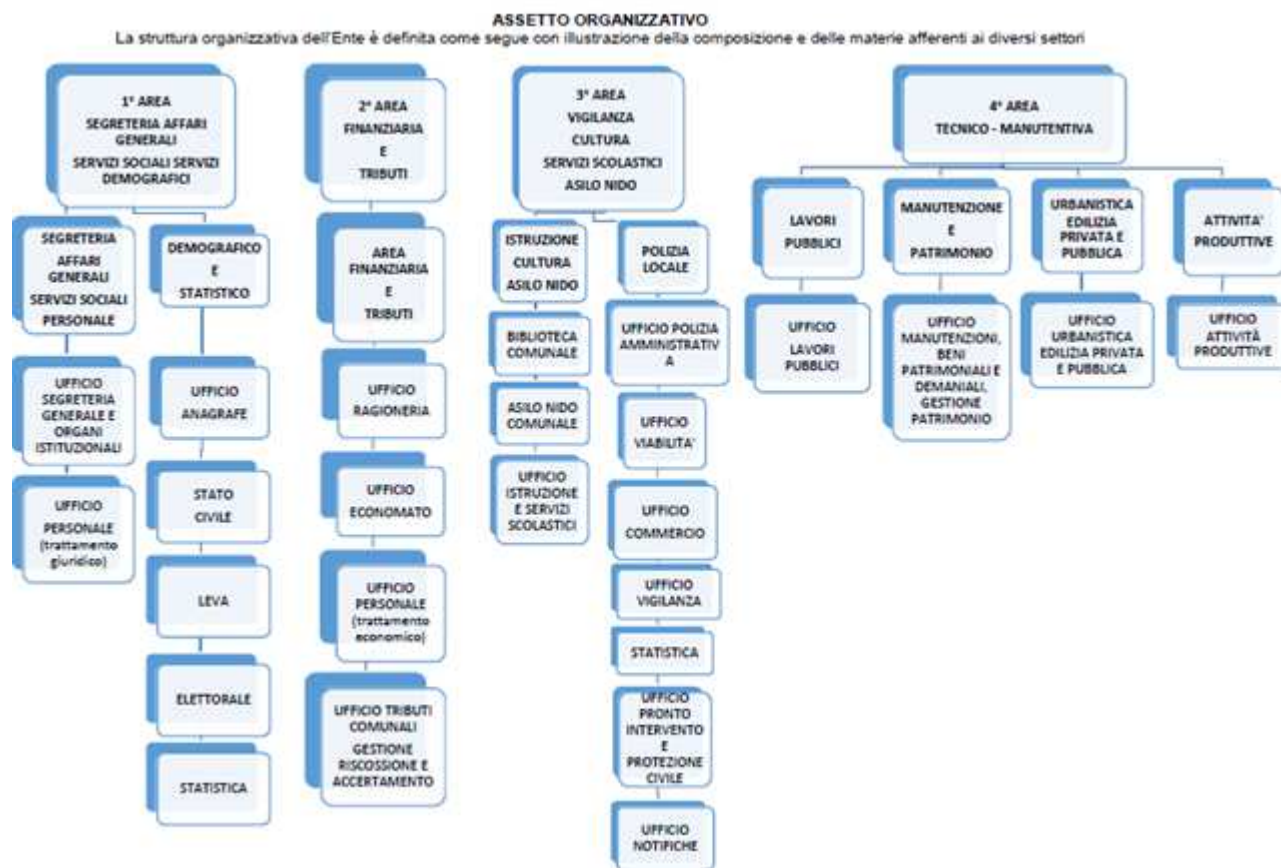 ASSETTO ORGANIZZATIVO
La struttura organizzativa dell'Ente è definita come segue con illustrazione della composizione e delle materie afferenti ai diversi settori
1° AREA
SEGRETERIA AFFARI
GENERALI
SERVIZI SOCIALI SERVIZI
DEMOGRAFICI
SEGRETERIA
AFFARI
GENERALI
SERVIZI SOCIALI
PERSONALE
UFFICIO
SEGRETERIA
GENERALE E
ORGANI
ISTITUZIONALI
UFFICIO
PERSONALE
(trattamento
giuridico)
DEMOGRAFICO
E
STATISTICO
UFFICIO
ANAGRAFE
STATO
CIVILE
LEVA
ELETTORALE
STATISTICA
2° AREA
FINANZIARIA
E
TRIBUTI
AREA
FINANZIARIA
E
TRIBUTI
UFFICIO
RAGIONERIA
UFFICIO
ECONOMATO
UFFICIO
PERSONALE
(trattamento
economico)
UFFICIO TRIBUTI
COMUNALI
GESTIONE
RISCOSSIONE E
ACCERTAMENTO
3° AREA
VIGILANZA
CULTURA
SERVIZI SCOLASTICI
ASILO NIDO
ISTRUZIONE
CULTURA
ASILO NIDO
BIBLIOTECA
COMUNALE
ASILO NIDO
COMUNALE
UFFICIO
ISTRUZIONE
E SERVIZI
SCOLASTICI
POLIZIA
LOCALE
UFFICIO POLIZIA
AMMINISTRATIV
A
UFFICIO
VIABILITA'
UFFICIO
COMMERCIO
UFFICIO
VIGILANZA
STATISTICA
UFFICIO
PRONTO
INTERVENTO
E
PROTEZIONE
CIVILE
UFFICIO
NOTIFICHE
4° AREA
TECNICO - MANUTENTIVA
LAVORI
PUBBLICI
UFFICIO
LAVORI
PUBBLICI
MANUTENZIONE
E
PATRIMONIO
UFFICIO
MANUTENZIONI,
BENI
PATRIMONIALI E
DEMANIALI,
GESTIONE
PATRIMONIO
URBANISTICA
EDILIZIA
PRIVATA E
PUBBLICA
UFFICIO
URBANISTICA
EDILIZIA PRIVATA
E PUBBLICA
ATTIVITA'
PRODUTTIVE
UFFICIO
ATTIVITÀ
PRODUTTIVE